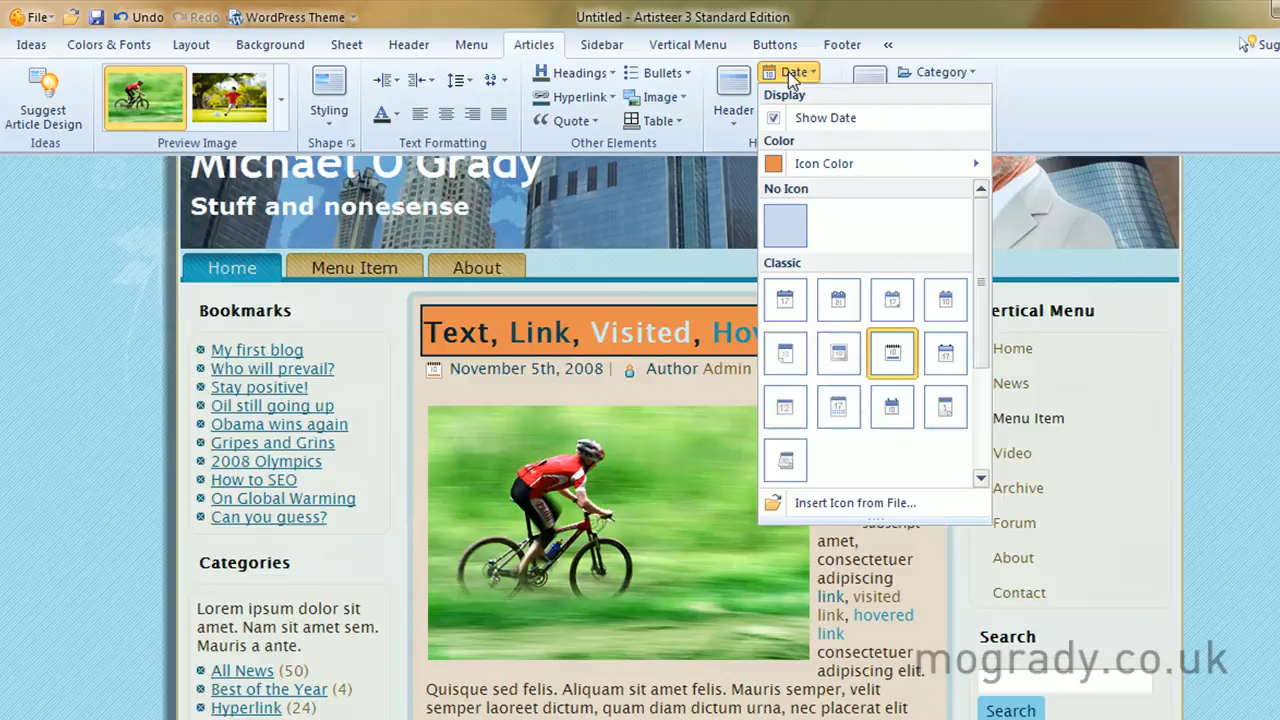 File
Undo
Redo
WordPress Theme
Untitled - Artisteer 3 Standard Edition
Ideas
Colors & Fonts
Layout
Background
Sheet
Header
Menu
Articles
Sidebar
Vertical Menu
Buttons
Footer
«
Sug
Suggest
Article Design
Ideas
Preview Image
Styling
Shape
Text Formatting
Headings
Bullets
Hyperlink
Image
Quote
Table
Other Elements
Header
H
Date
Category
Display
Show Date
Color
Icon Color
No Icon
Classic
Insert Icon from File...
Michael O Grady
Stuff and nonesense
Home
Menu Item
About
Bookmarks
My first blog
Who will prevail?
Stay positive!
Oil still going up
Obama wins again
Gripes and Grins
2008 Olympics
How to SEO
On Global Warming
Can you guess?
Categories
Lorem ipsum dolor sit
amet. Nam sit amet sem.
Mauris a ante.
All News (50)
Best of the Year (4)
Hyperlink (24)
Text, Link, Visited, Hov
November 5th, 2008 | Author Admin
subscript
amet,
consectetuer
adipiscing
link, visited
link, hovered
link
consectetuer
adipiscing elit.
Quisque sed felis. Aliquam sit amet felis. Mauris semper, velit
semper laoreet dictum, quam diam dictum urna, nec placerat elit
ertical Menu
Home
News
Menu Item
Video
Archive
Forum
About
Contact
Search
Search
mogrady.co.uk